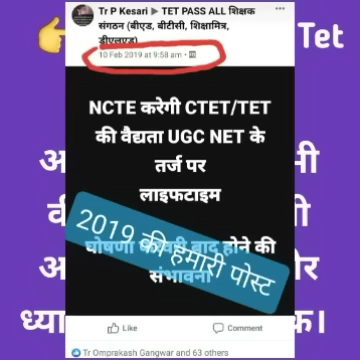 Tr P Kesari ▶ TET PASS ALL शिक्षक
संगठन (बीएड, बीटीसी, शिक्षामित्र,
डीएलएड)
10 Feb 2019 at 9:58 am
Tet
NCTE करेगी CTET/TET
की वैद्यता UGC NET के
तर्ज पर
लाइफटाइम
घोषणा बाद होने की
संभावना
2019 की हमारी पोस्ट
Like Comment
Tr Omprakash Gangwar and 63 others